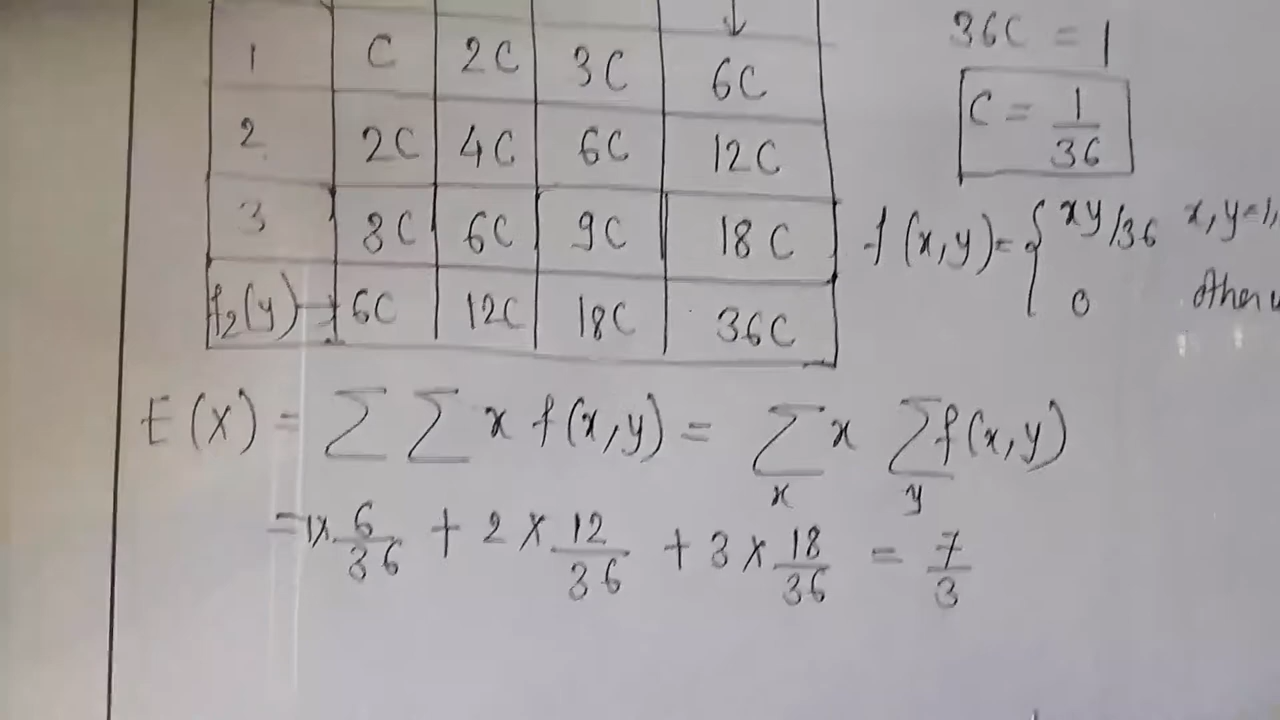 1 C 2C 3C 6C
36C = 1
2 2C 4C 6C 12C
C = 1/36
3 3C 6C 9C 18C
f(x,y) = { xy/36 x,y=1,
0
f₂(y) → 6C 12C 18C 36C
E(X) = ∑ ∑ x f(x,y) = ∑x x ∑y f(x,y)
= 1 × 6/36 + 2 × 12/36 + 3 × 18/36 = 7/3